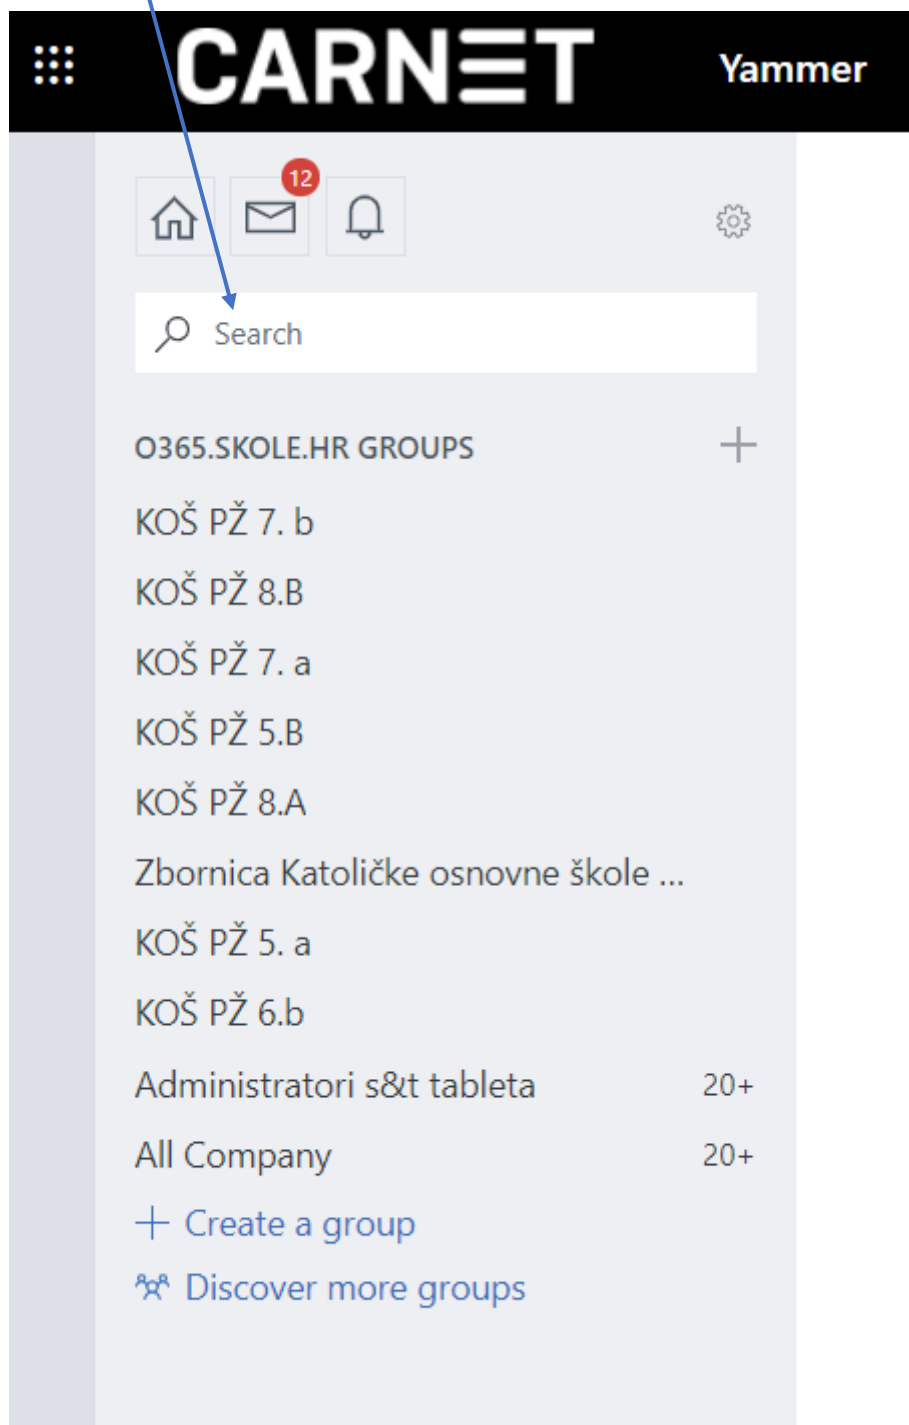 CARNET Yammer
12
Search
O365.SKOLE.HR GROUPS
KOŠ PŽ 7. b
KOŠ PŽ 8.B
KOŠ PŽ 7. a
KOŠ PŽ 5.B
KOŠ PŽ 8.A
Zbornica Katoličke osnovne škole ...
KOŠ PŽ 5. a
KOŠ PŽ 6.b
Administratori s&t tableta 20+
All Company 20+
Create a group
Discover more groups